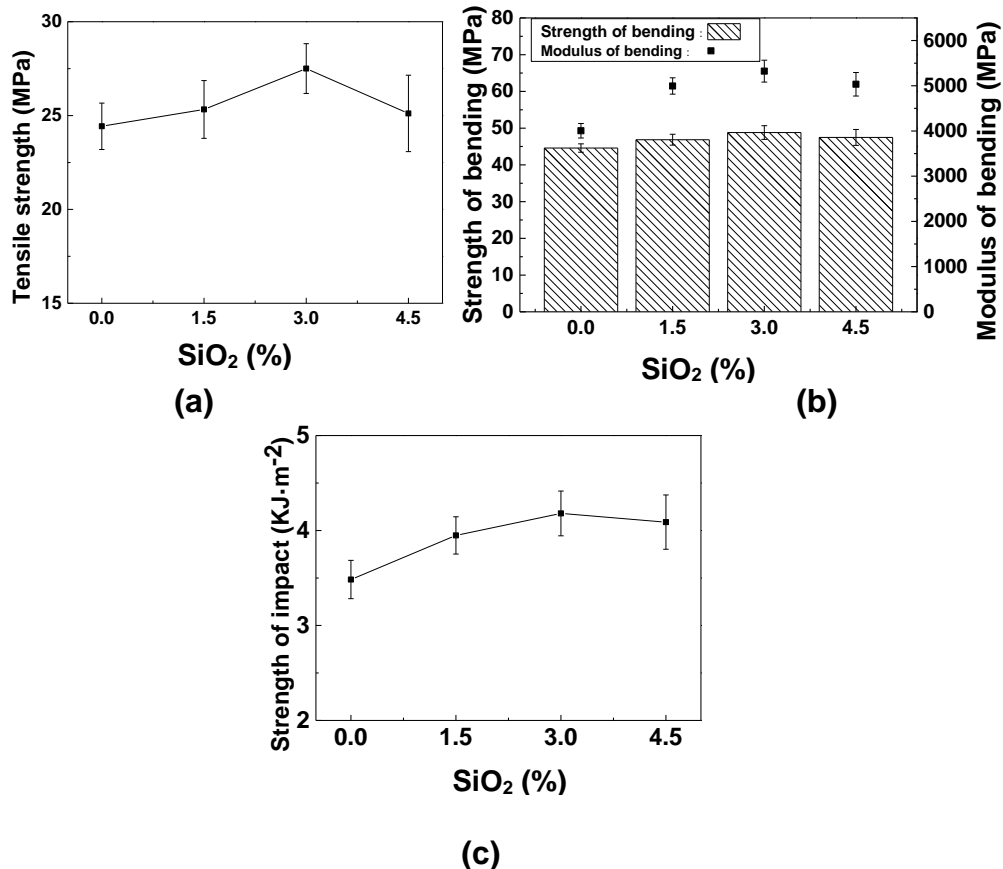 30
25
20
15
Tensile strength (MPa)
0.0 1.5 3.0 4.5
SiO₂ (%)
(a)
80
70
60
50
40
30
20
10
0
Strength of bending (MPa)
Strength of bending :
Modulus of bending :
6000
5000
4000
3000
2000
1000
0
Modulus of bending (MPa)
0.0 1.5 3.0 4.5
SiO₂ (%)
(b)
5
4
3
2
Strength of impact (KJ·m⁻²)
0.0 1.5 3.0 4.5
SiO₂ (%)
(c)